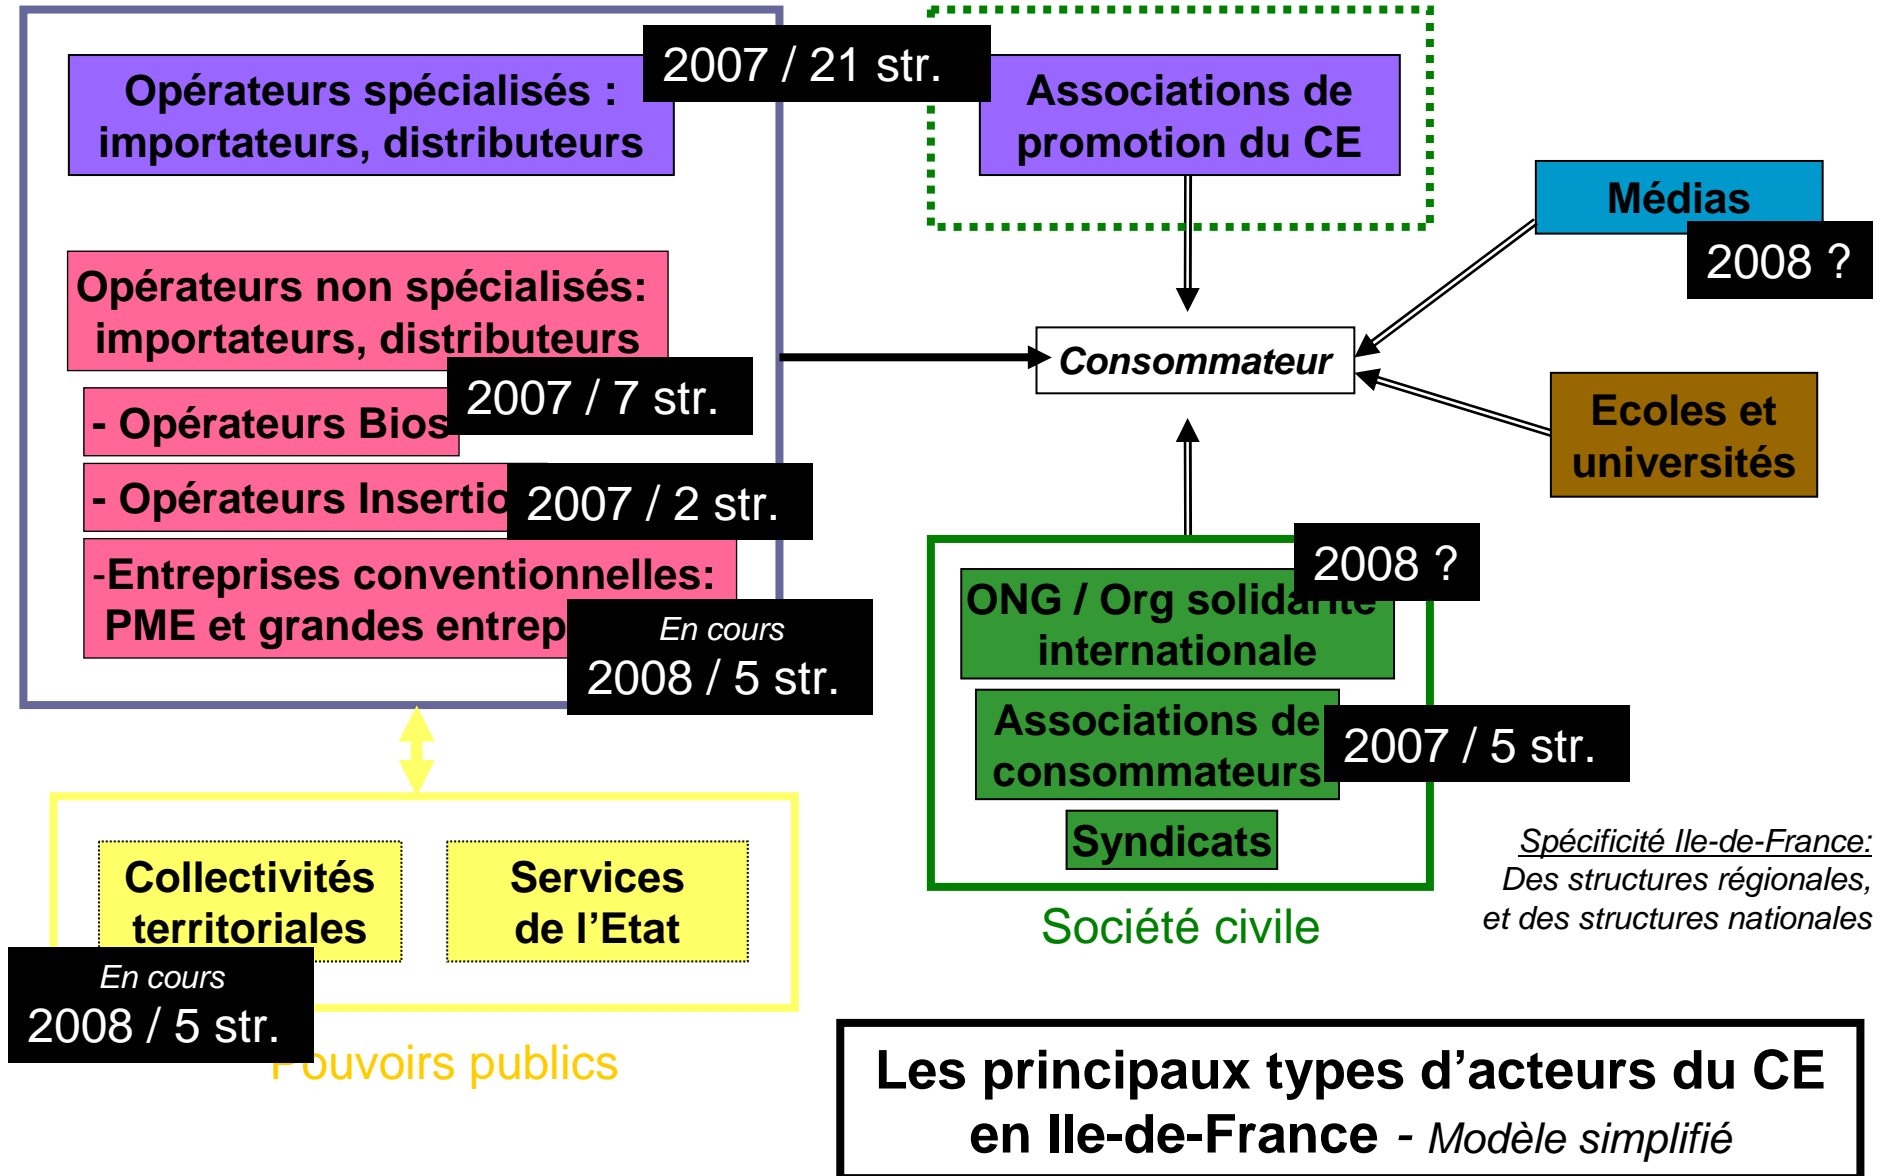 Opérateurs spécialisés :
importateurs, distributeurs
2007 / 21 str.
Associations de
promotion du CE
Médias
2008 ?
Opérateurs non spécialisés:
importateurs, distributeurs
2007 / 7 str.
- Opérateurs Bios
- Opérateurs Insertio
2007 / 2 str.
-Entreprises conventionnelles:
PME et grandes entrep
En cours
2008 / 5 str.
Consommateur
Ecoles et
universités
2008 ?
ONG / Org solidarité
internationale
Associations de
consommateurs
2007 / 5 str.
Syndicats
Société civile
Spécificité Ile-de-France:
Des structures régionales,
et des structures nationales
Collectivités
territoriales
Services
de l'Etat
En cours
2008 / 5 str.
Pouvoirs publics
Les principaux types d'acteurs du CE
en Ile-de-France - Modèle simplifié